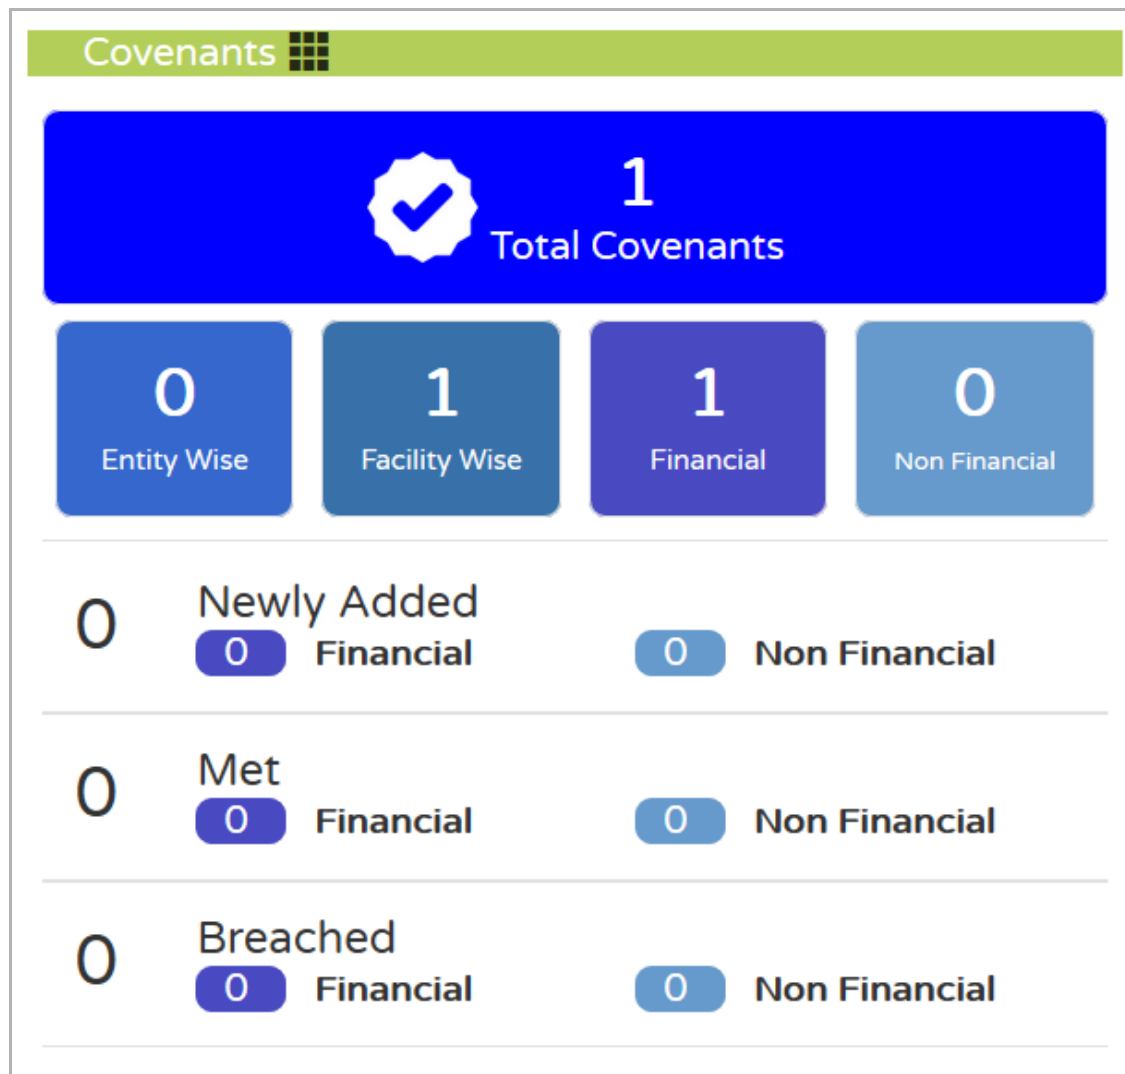 Covenants
1
Total Covenants
0
Entity Wise
1
Facility Wise
1
Financial
0
Non Financial
0
Newly Added
0 Financial 0 Non Financial
0
Met
0 Financial 0 Non Financial
0
Breached
0 Financial 0 Non Financial